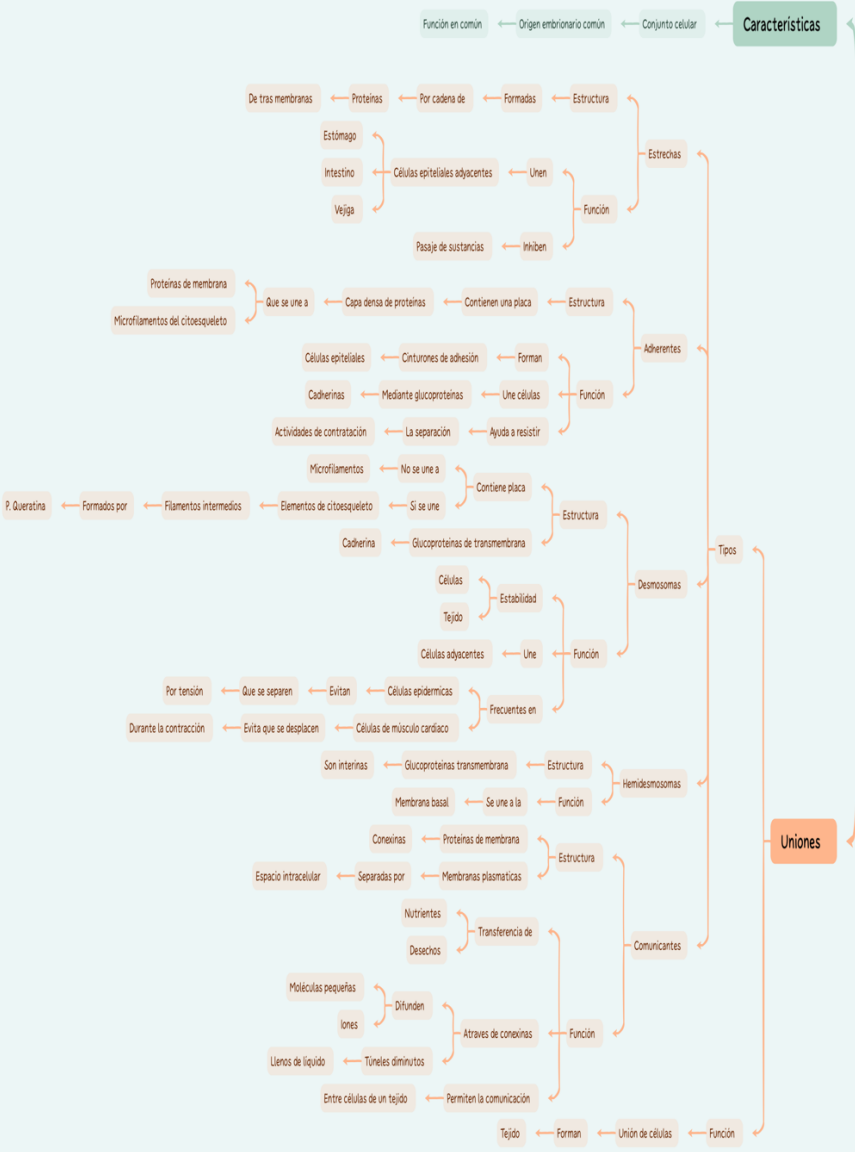 Características
Conjunto celular
Origen embrionario común
Función en común
Uniones
Tipos
Estrechas
Estructura
Formadas
Por cadena de
Proteínas
De tras membranas
Función
Unen
Células epiteliales adyacentes
Estómago
Intestino
Vejiga
Inhiben
Pasaje de sustancias
Adherentes
Estructura
Contienen una placa
Capa densa de proteínas
Que se une a
Proteínas de membrana
Microfilamentos del citoesqueleto
Función
Forman
Cinturones de adhesión
Células epiteliales
Une células
Mediante glucoproteínas
Cadherinas
Ayuda a resistir
La separación
Actividades de contratación
Desmosomas
Estructura
Contiene placa
No se une a
Microfilamentos
Si se une
Elementos de citoesqueleto
Filamentos intermedios
Formados por
P. Queratina
Glucoproteínas de transmembrana
Cadherina
Función
Estabilidad
Células
Tejido
Une
Células adyacentes
Frecuentes en
Células epidermicas
Evitan
Que se separen
Por tensión
Células de músculo cardiaco
Evita que se desplacen
Durante la contracción
Hemidesmosomas
Estructura
Glucoproteínas transmembrana
Son interinas
Función
Se une a la
Membrana basal
Comunicantes
Estructura
Proteínas de membrana
Conexinas
Membranas plasmaticas
Separadas por
Espacio intracelular
Función
Transferencia de
Nutrientes
Desechos
Atraves de conexinas
Difunden
Moléculas pequeñas
Iones
Túneles diminutos
Llenos de líquido
Permiten la comunicación
Entre células de un tejido
Función
Unión de células
Forman
Tejido